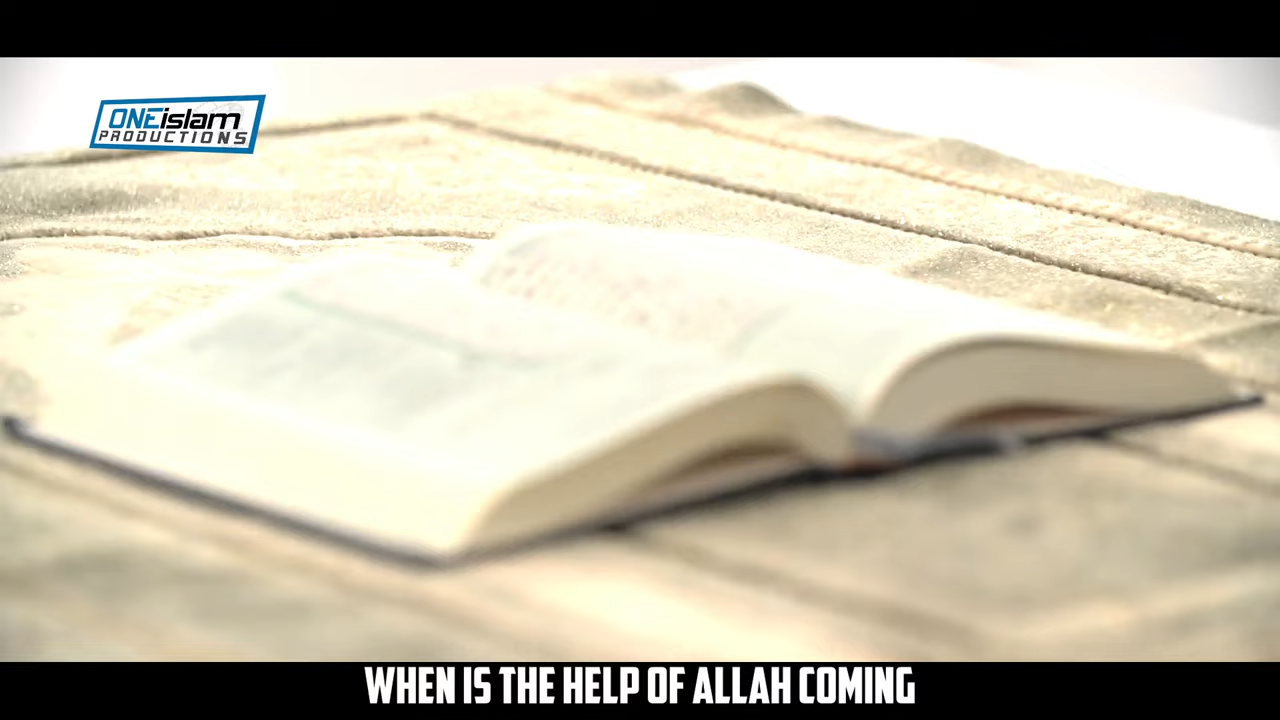 ONEislam
PRODUCTIONS
WHEN IS THE HELP OF ALLAH COMING